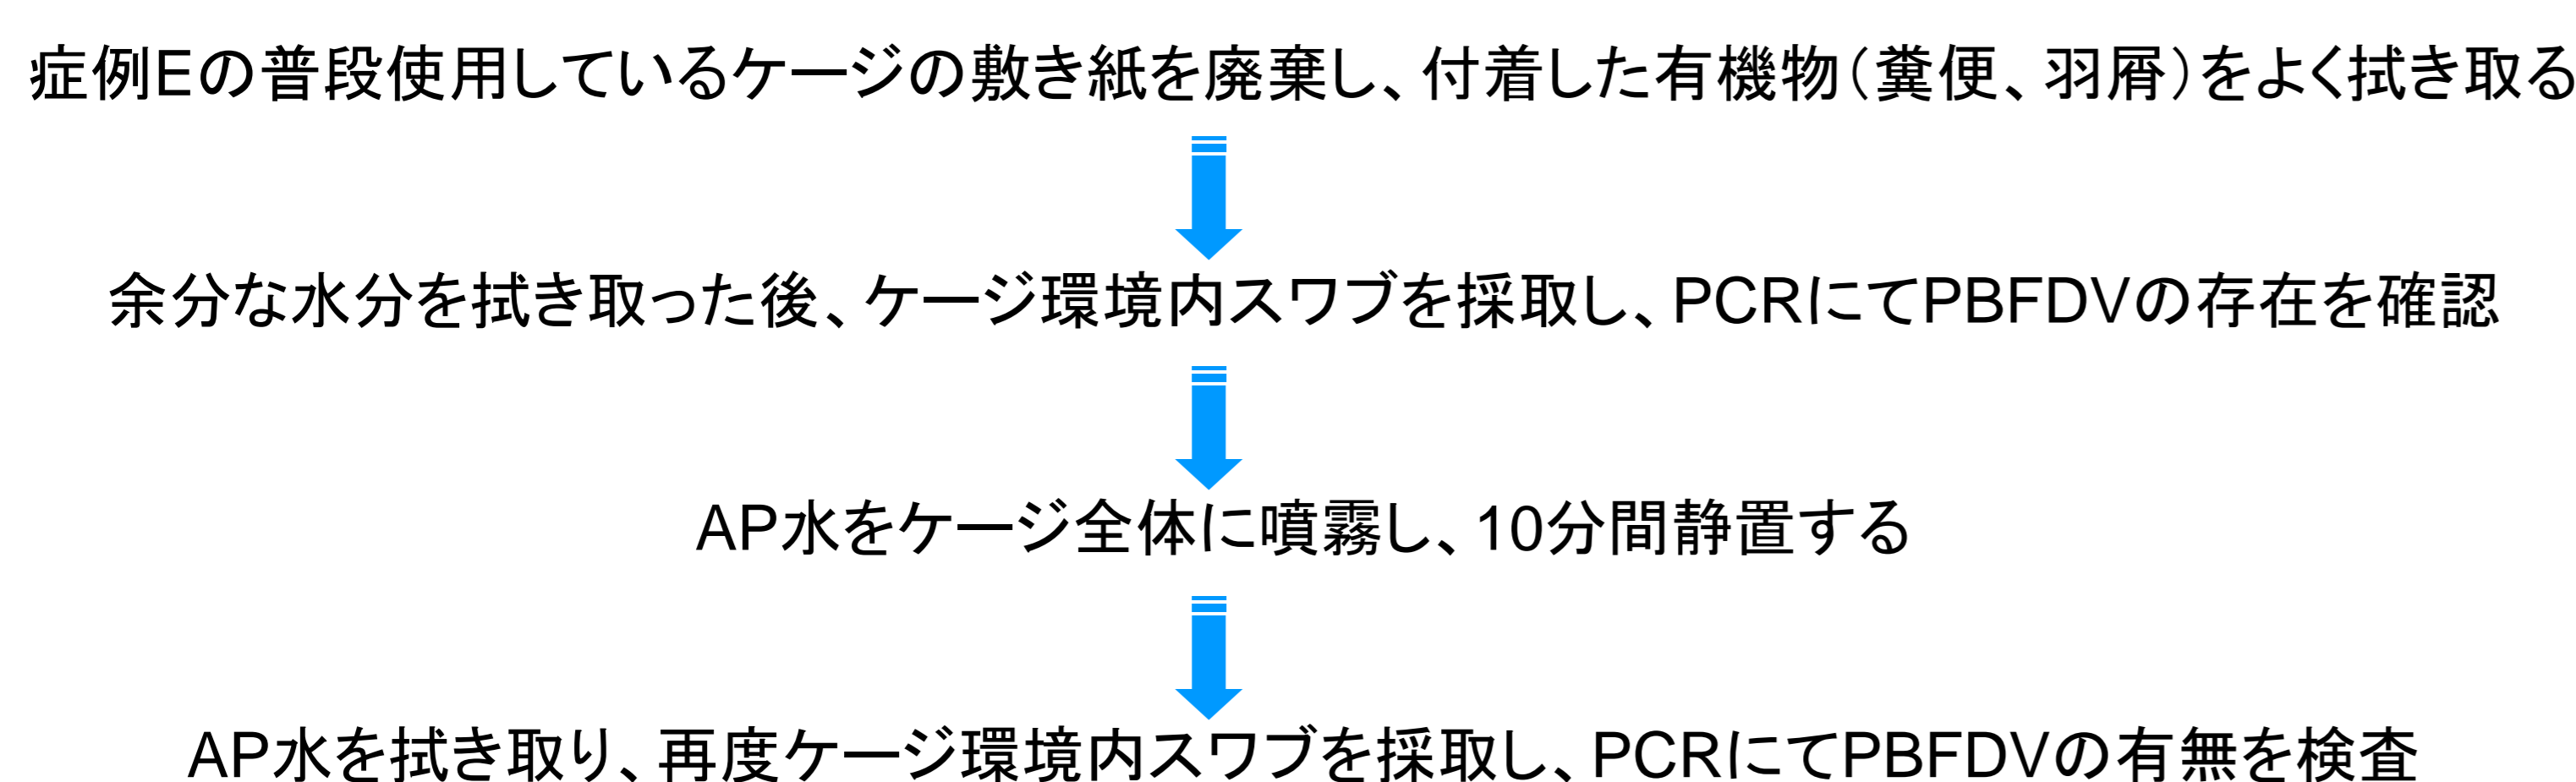 症例Eの普段使用しているケージの敷き紙を廃棄し、付着した有機物（糞便、羽屑）をよく拭き取る
余分な水分を拭き取った後、ケージ環境内スワブを採取し、PCRにてPBFDVの存在を確認
AP水をケージ全体に噴霧し、10分間静置する
AP水を拭き取り、再度ケージ環境内スワブを採取し、PCRにてPBFDVの有無を検査